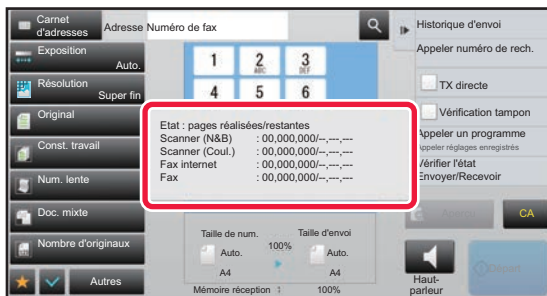 Carnet
d'adresses
Adresse
Numéro de fax
Historique d'envoi
Exposition
Auto.
1
2
ABC
3
DEF
Appeler numéro de rech.
Résolution
Super fin
4
5
6
TX directe
Original
Etat : pages réalisées/restantes
Scanner (N&B) : 00,000,000/--,---,---
Scanner (Coul.) : 00,000,000/--,---,---
Fax internet : 00,000,000/--,---,---
Fax : 00,000,000/--,---,---
Vérification tampon
Const. travail
Appeler un programme
Appeler réglages enregistrés
Num. lente
Vérifier l'état
Envoyer/Recevoir
Doc. mixte
CA
Nombre d'originaux
Taille de num.
Auto.
A4
100%
Taille d'envoi
Auto.
A4
Autres
Mémoire réception : 100%
Haut-
parleur
Départ